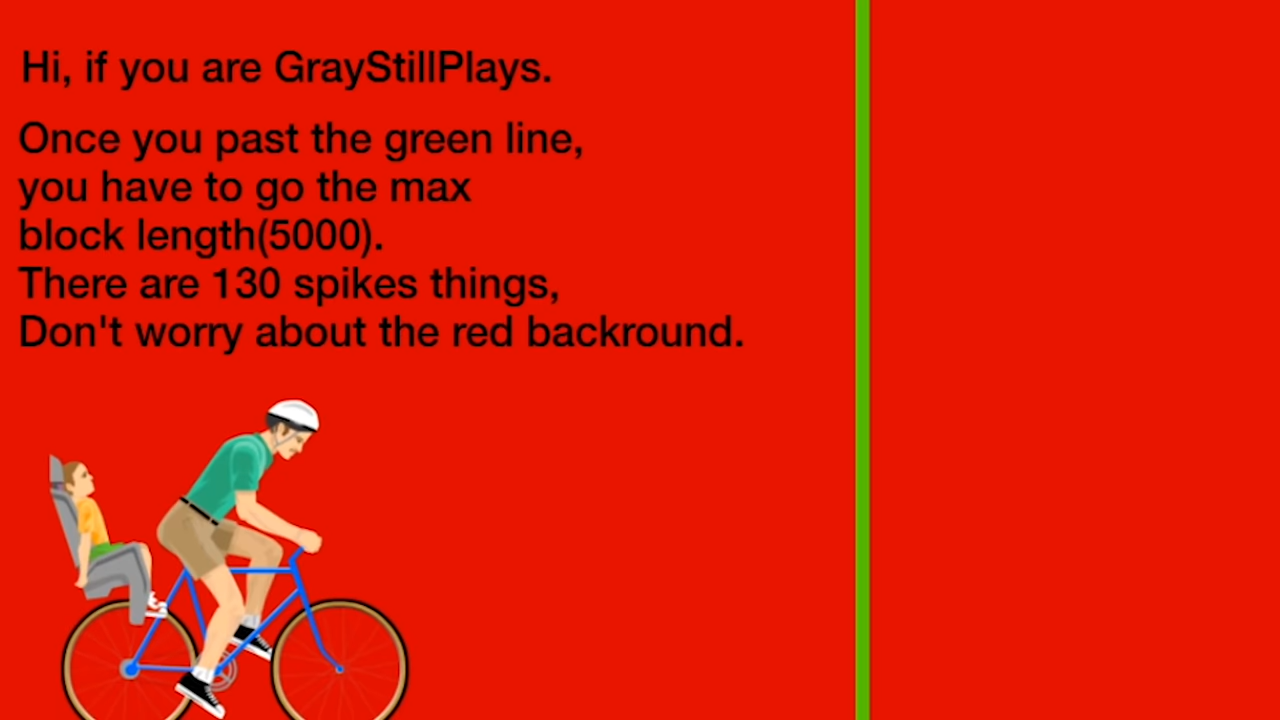 Hi, if you are GrayStillPlays.
Once you past the green line,
you have to go the max
block length(5000).
There are 130 spikes things,
Don't worry about the red backround.